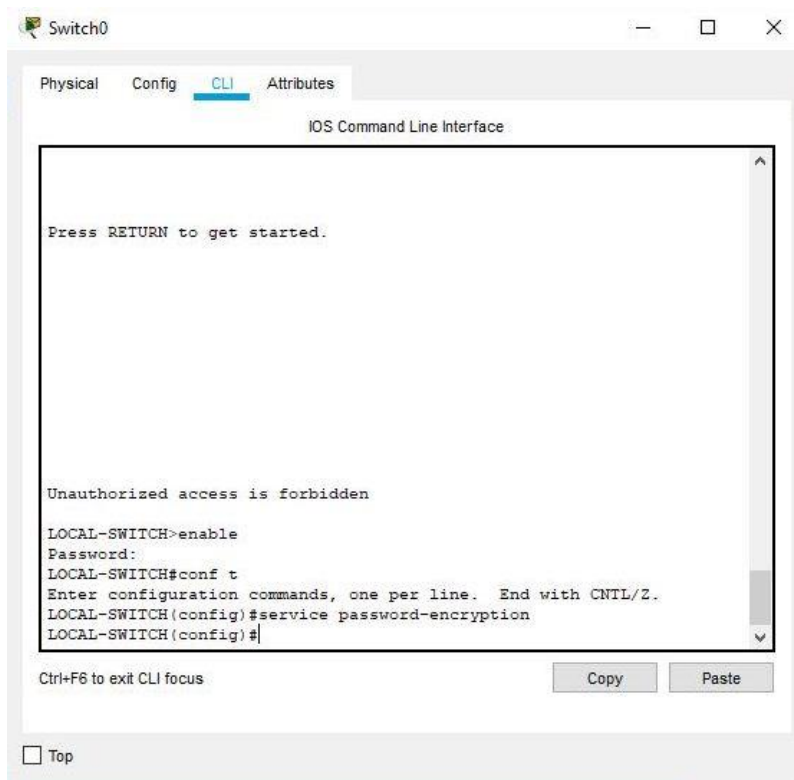 Switch0
Physical Config CLI Attributes
IOS Command Line Interface
Press RETURN to get started.
Unauthorized access is forbidden
LOCAL-SWITCH>enable
Password:
LOCAL-SWITCH#conf t
Enter configuration commands, one per line.  End with CNTL/Z.
LOCAL-SWITCH(config)#service password-encryption
LOCAL-SWITCH(config)#
Ctrl+F6 to exit CLI focus Copy Paste
Top